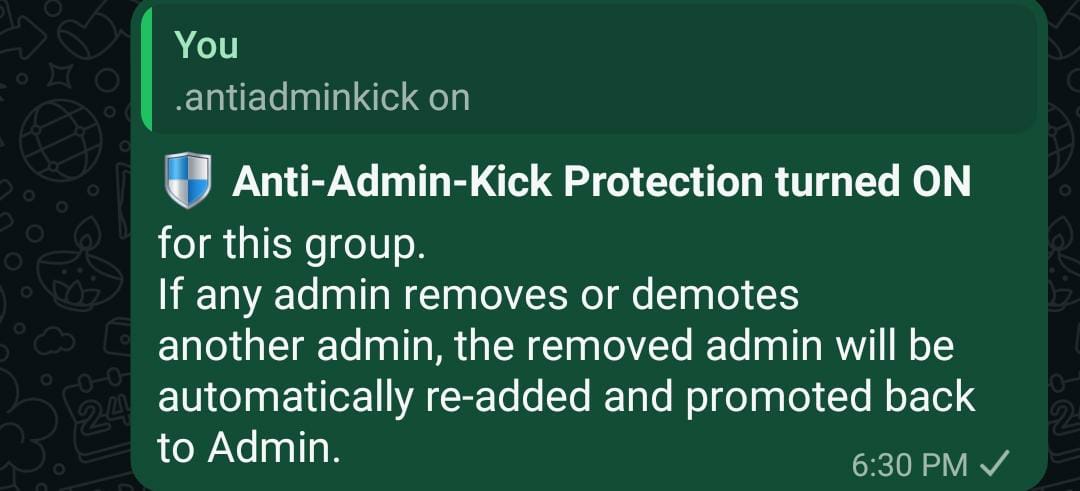 You
.antiadminkick on
Anti-Admin-Kick Protection turned ON
for this group.
If any admin removes or demotes
another admin, the removed admin will be
automatically re-added and promoted back
to Admin.
6:30 PM